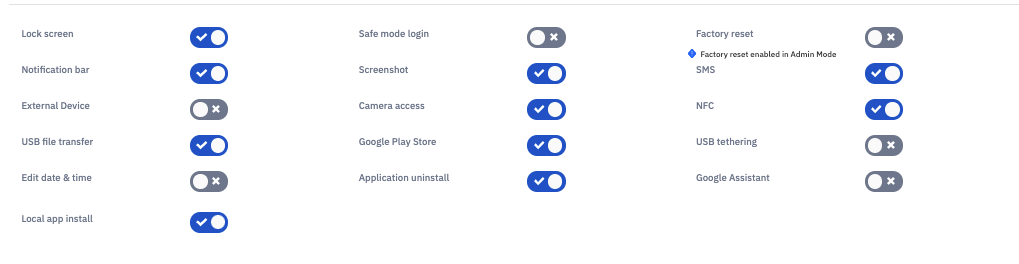 Lock screen
Safe mode login
Factory reset
Factory reset enabled in Admin Mode
Notification bar
Screenshot
SMS
External Device
Camera access
NFC
USB file transfer
Google Play Store
USB tethering
Edit date & time
Application uninstall
Google Assistant
Local app install